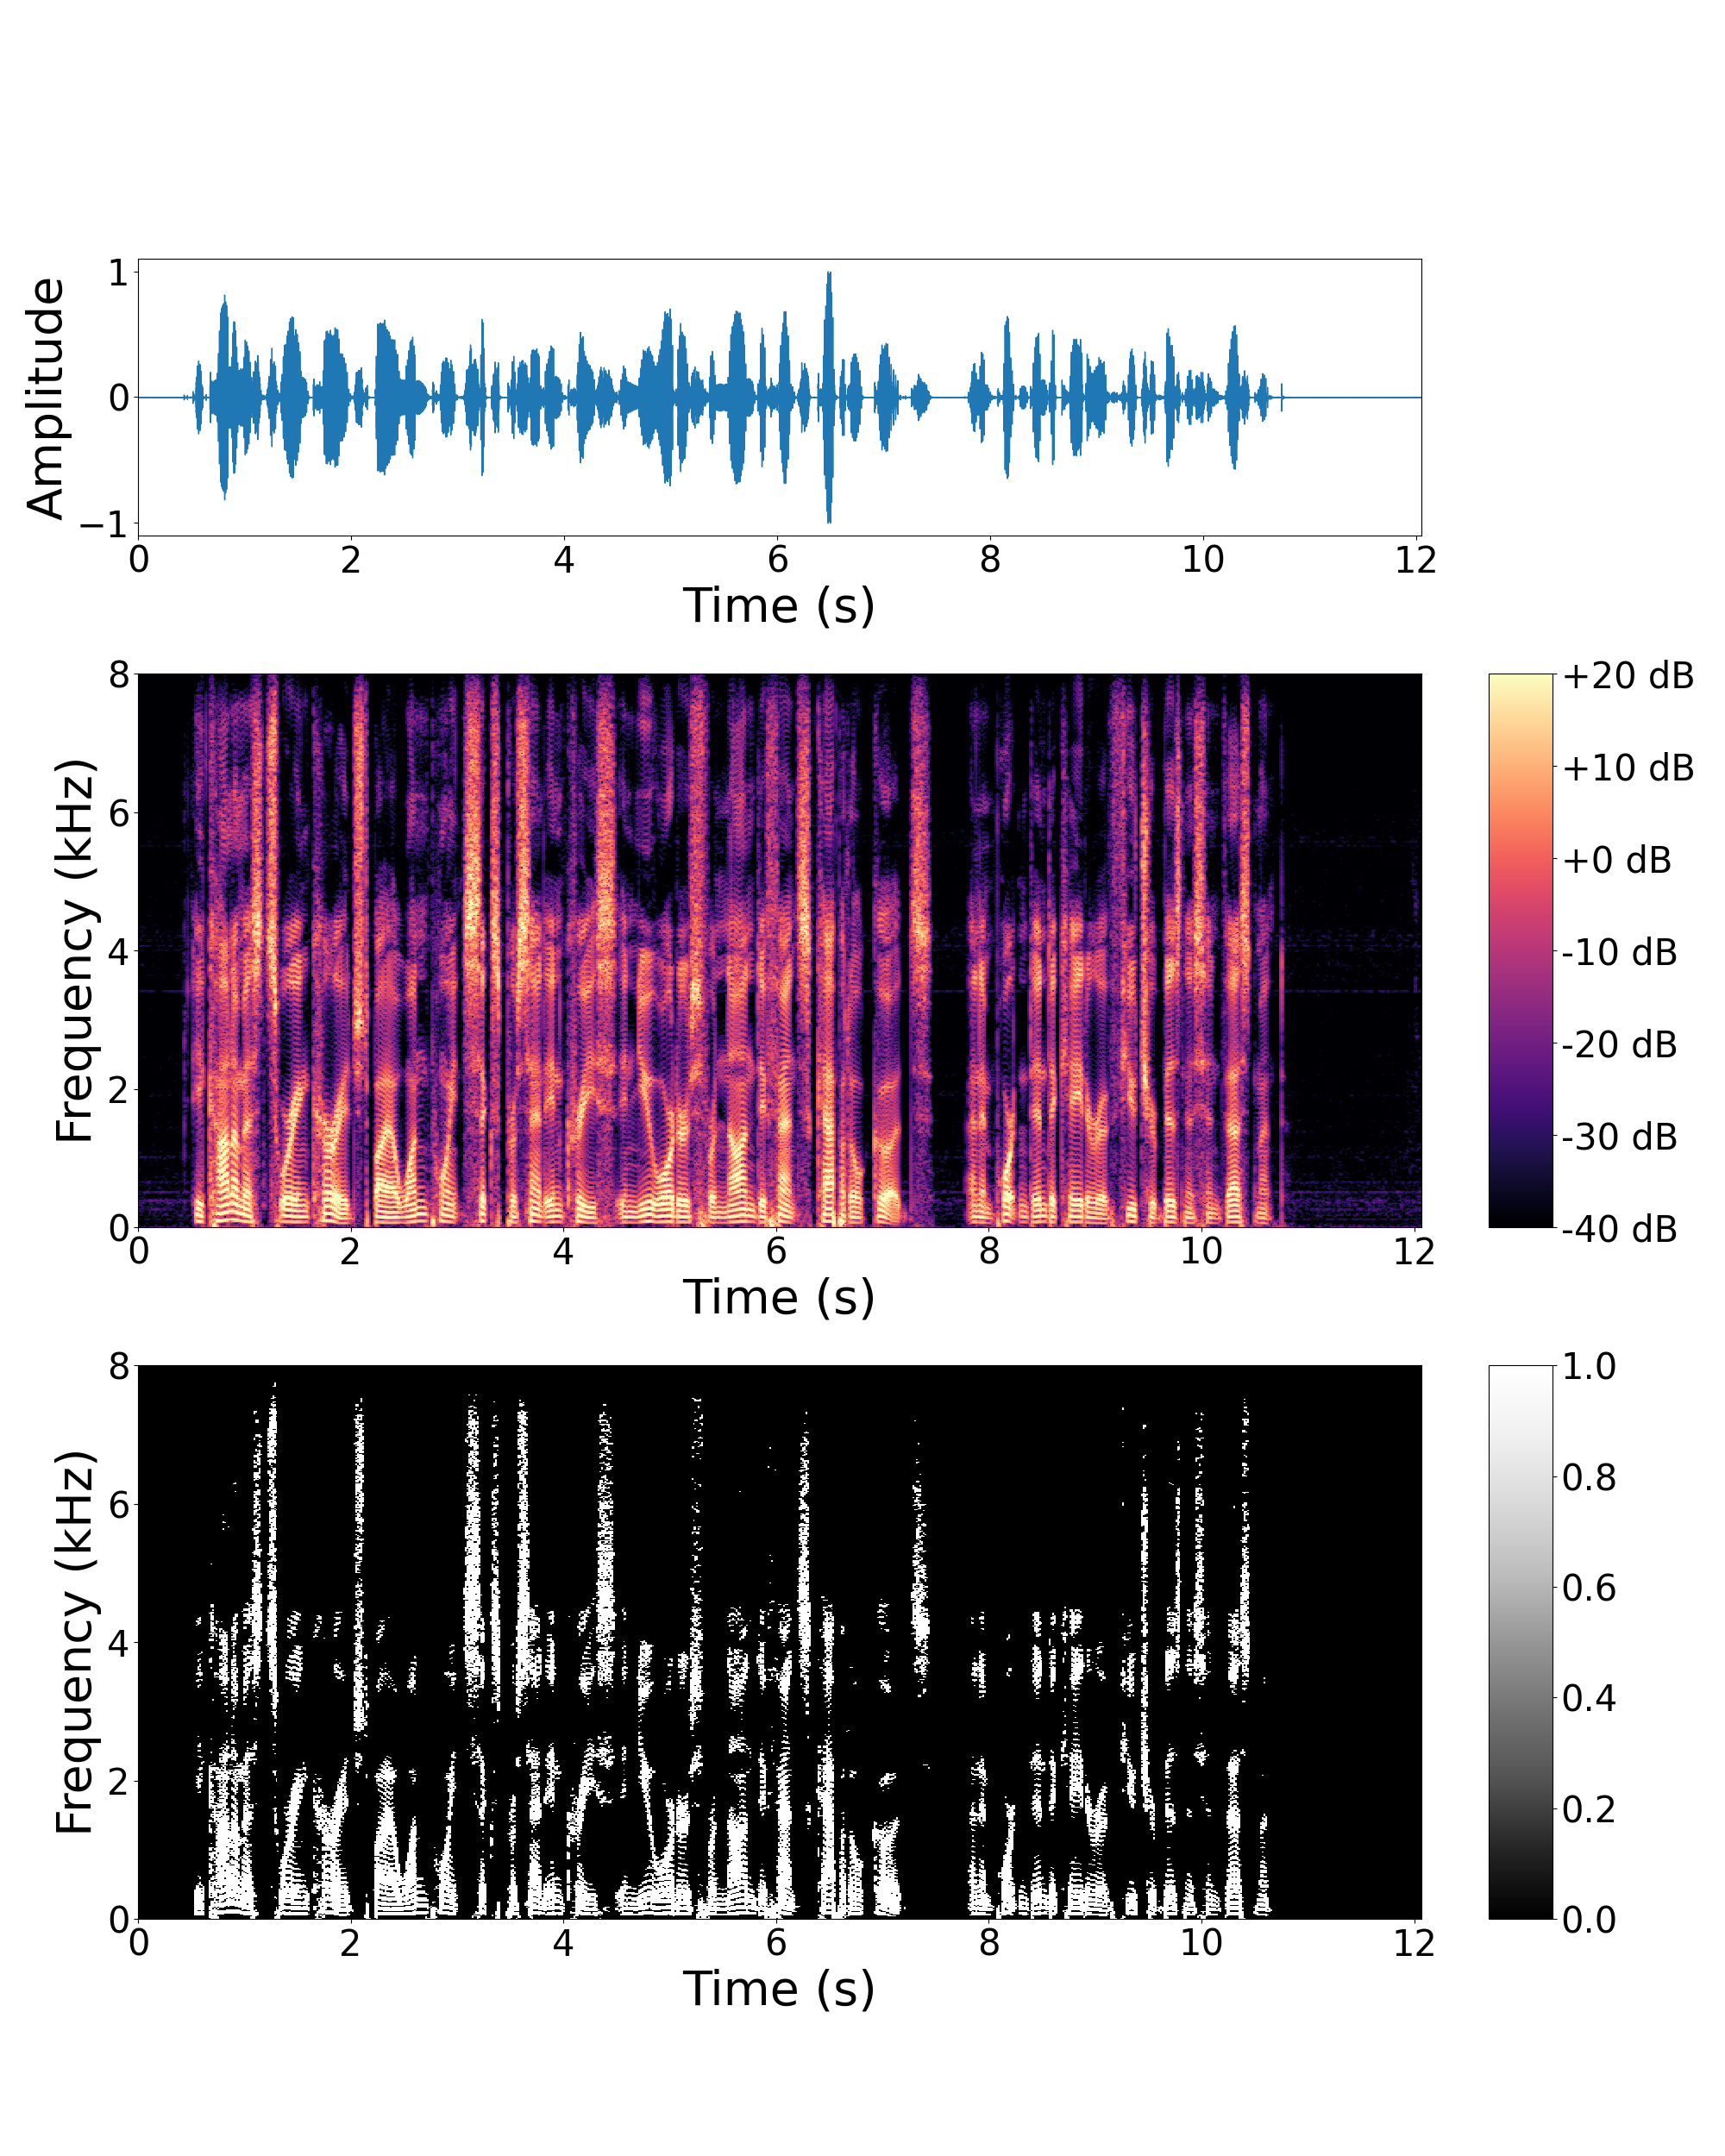 1
0
−1
Amplitude
0 2 4 6 8 10 12
Time (s)
8
6
4
2
0
Frequency (kHz)
0 2 4 6 8 10 12
Time (s)
+20 dB
+10 dB
+0 dB
-10 dB
-20 dB
-30 dB
-40 dB
8
6
4
2
0
Frequency (kHz)
0 2 4 6 8 10 12
Time (s)
1.0
0.8
0.6
0.4
0.2
0.0